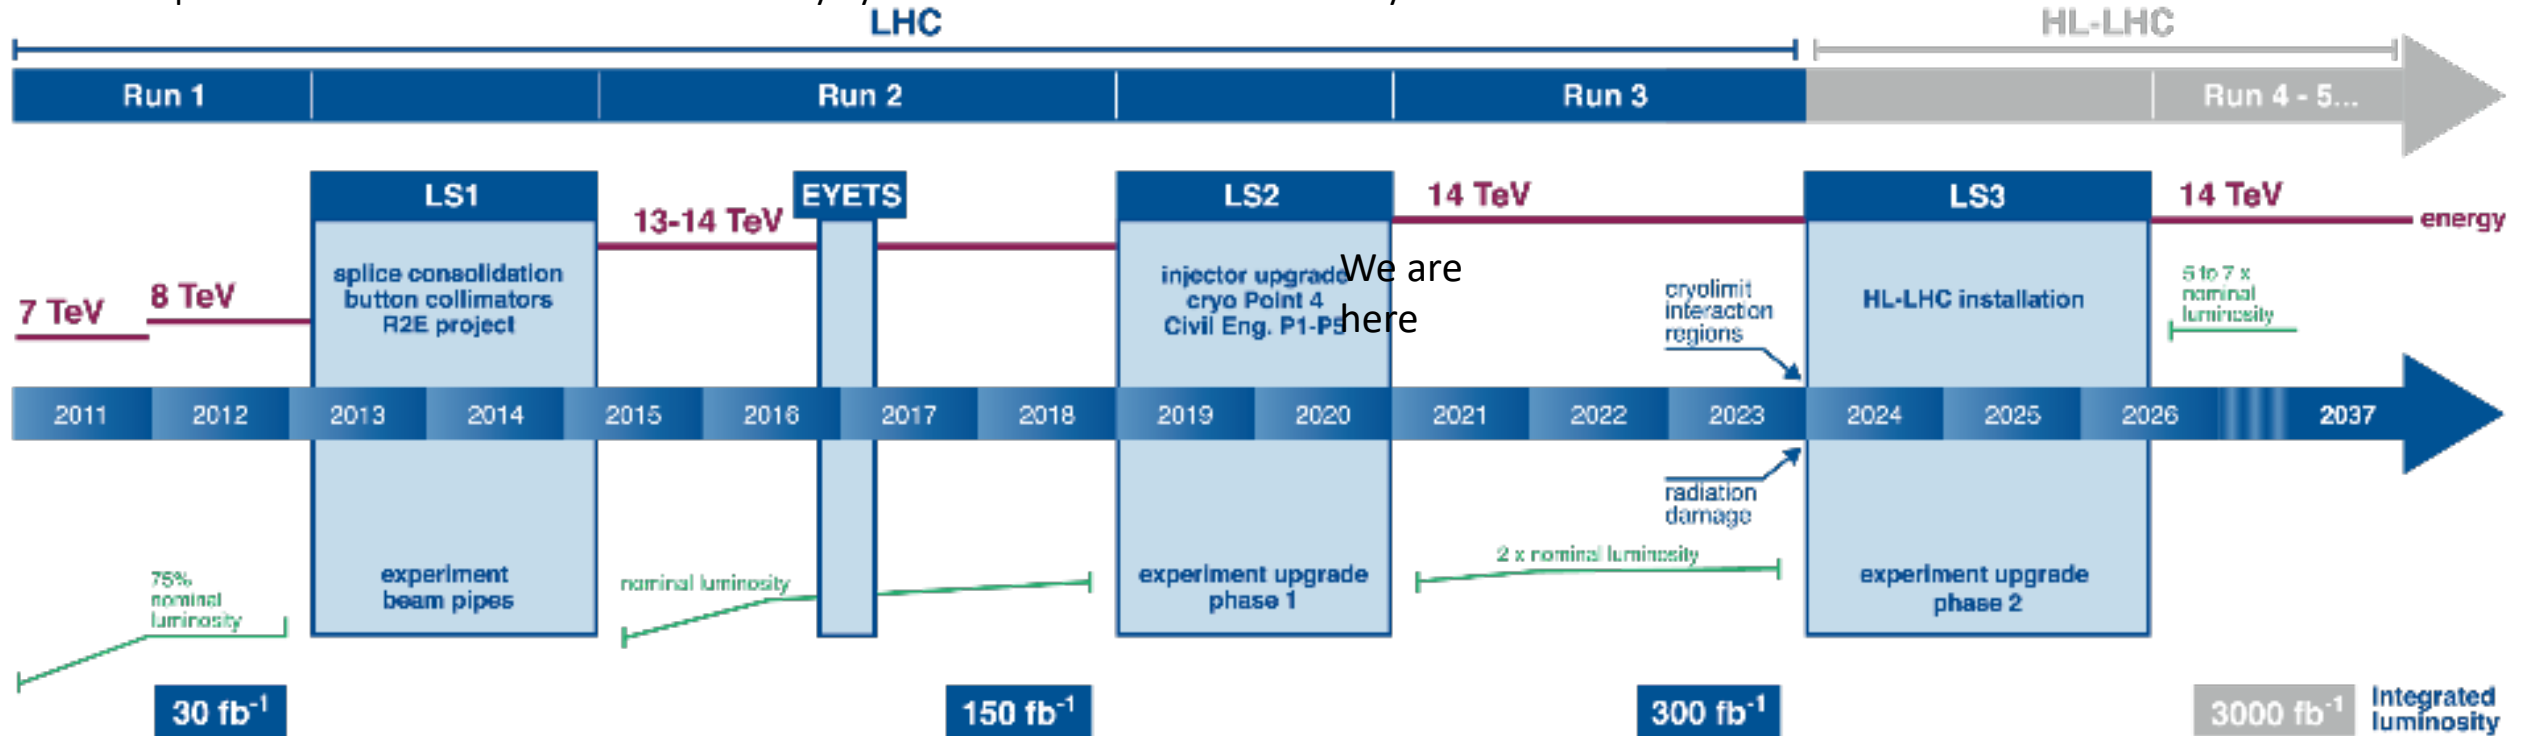 LHC
HL-LHC
Run 1
Run 2
Run 3
Run 4 - 5...
LS1
EYETS
LS2
14 TeV
LS3
14 TeV
13-14 TeV
energy
splice consolidation
button collimators
R2E project
injector upgrade
cryo Point 4
Civil Eng. P1-P5
We are
here
cryolimit
interaction
regions
HL-LHC installation
5 to 7 x
nominal
luminosity
7 TeV
8 TeV
2011
2012
2013
2014
2015
2016
2017
2018
2019
2020
2021
2022
2023
2024
2025
2026
2037
radiation
damage
75%
nominal
luminosity
experiment
beam pipes
nominal luminosity
experiment upgrade
phase 1
2 x nominal luminosity
experiment upgrade
phase 2
30 fb-1
150 fb-1
300 fb-1
3000 fb-1
Integrated
luminosity